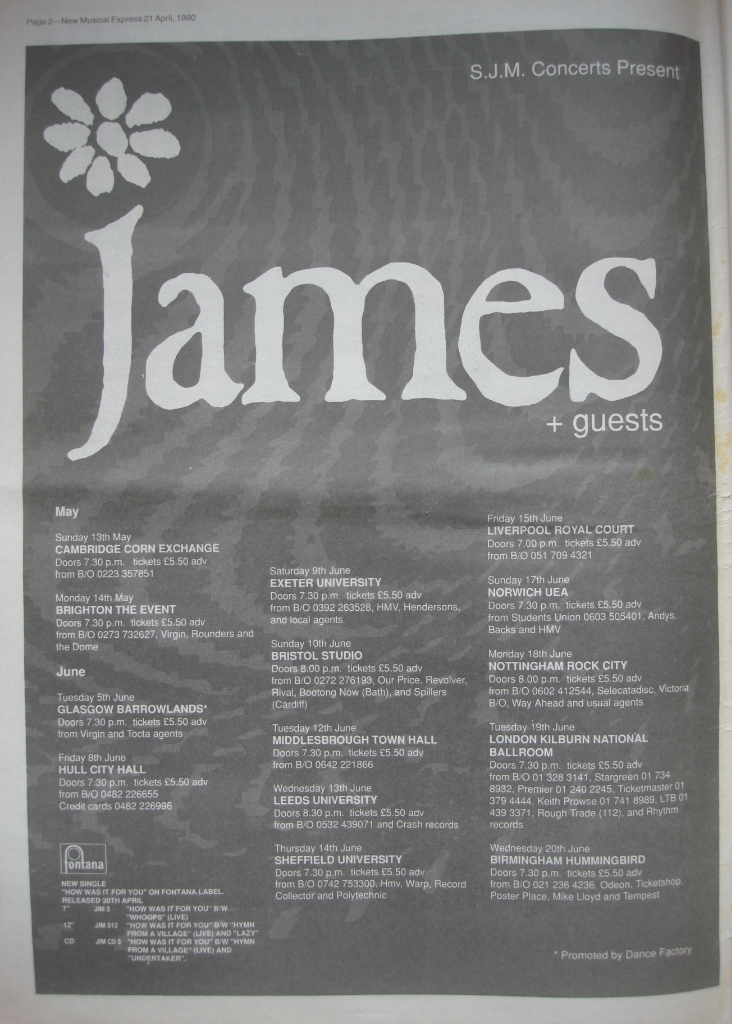 Page 2—New Musical Express 21 April, 1990
S.J.M. Concerts Present
James
+ guests
May
Sunday 13th May
CAMBRIDGE CORN EXCHANGE
Doors 7.30 p.m. tickets £5.50 adv
from B/O 0223 357851
Monday 14th May
BRIGHTON THE EVENT
Doors 7.30 p.m. tickets £5.50 adv
from B/O 0273 732627, Virgin, Rounders and
the Dome
June
Tuesday 5th June
GLASGOW BARROWLANDS*
Doors 7.30 p.m. tickets £5.50 adv
from Virgin and Tocta agents
Friday 8th June
HULL CITY HALL
Doors 7.30 p.m. tickets £5.50 adv
from B/O 0482 226655
Credit cards 0482 226996
fontana
NEW SINGLE
"HOW WAS IT FOR YOU" ON FONTANA LABEL.
RELEASED 30TH APRIL
7" JIM 5 "HOW WAS IT FOR YOU" B/W
"WHOOPS" (LIVE)
12" JIM 512 "HOW WAS IT FOR YOU" B/W "HYMN
FROM A VILLAGE" (LIVE) AND "LAZY"
CD JIM CD 5 "HOW WAS IT FOR YOU" B/W "HYMN
FROM A VILLAGE" (LIVE) AND
"UNDERTAKER".
Saturday 9th June
EXETER UNIVERSITY
Doors 7.30 p.m. tickets £5.50 adv
from B/O 0392 263528, HMV, Hendersons,
and local agents
Sunday 10th June
BRISTOL STUDIO
Doors 8.00 p.m. tickets £5.50 adv
from B/O 0272 276193, Our Price, Revolver,
Rival, Bootong Now (Bath), and Spillers
(Cardiff)
Tuesday 12th June
MIDDLESBROUGH TOWN HALL
Doors 7.30 p.m. tickets £5.50 adv
from B/O 0642 221866
Wednesday 13th June
LEEDS UNIVERSITY
Doors 8.30 p.m. tickets £5.50 adv
from B/O 0532 439071 and Crash records
Thursday 14th June
SHEFFIELD UNIVERSITY
Doors 7.30 p.m. tickets £5.50 adv
from B/O 0742 753300, Hmv, Warp, Record
Collector and Polytechnic
Friday 15th June
LIVERPOOL ROYAL COURT
Doors 7.00 p.m. tickets £5.50 adv
from B/O 051 709 4321
Sunday 17th June
NORWICH UEA
Doors 7.30 p.m. tickets £5.50 adv
from Students Union 0603 505401, Andys,
Backs and HMV
Monday 18th June
NOTTINGHAM ROCK CITY
Doors 8.00 p.m. tickets £5.50 adv
from B/O 0602 412544, Selecatadisc, Victoria
B/O, Way Ahead and usual agents
Tuesday 19th June
LONDON KILBURN NATIONAL
BALLROOM
Doors 7.30 p.m. tickets £5.50 adv
from B/O 01 328 3141, Stargreen 01 734
8932, Premier 01 240 2245, Ticketmaster 01
379 4444, Keith Prowse 01 741 8989, LTB 01
439 3371, Rough Trade (112), and Rhythm
records
Wednesday 20th June
BIRMINGHAM HUMMINGBIRD
Doors 7.30 p.m. tickets £5.50 adv
from B/O 021 236 4236, Odeon, Ticketshop,
Poster Place, Mike Lloyd and Tempest
* Promoted by Dance Factory